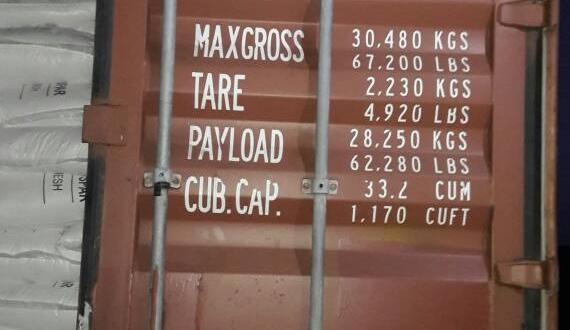 MAXGROSS 30,480 KGS
67,200 LBS
TARE 2,230 KGS
4,920 LBS
PAYLOAD 28,250 KGS
62,280 LBS
CUB.CAP. 33.2 CUM
1,170 CUFT